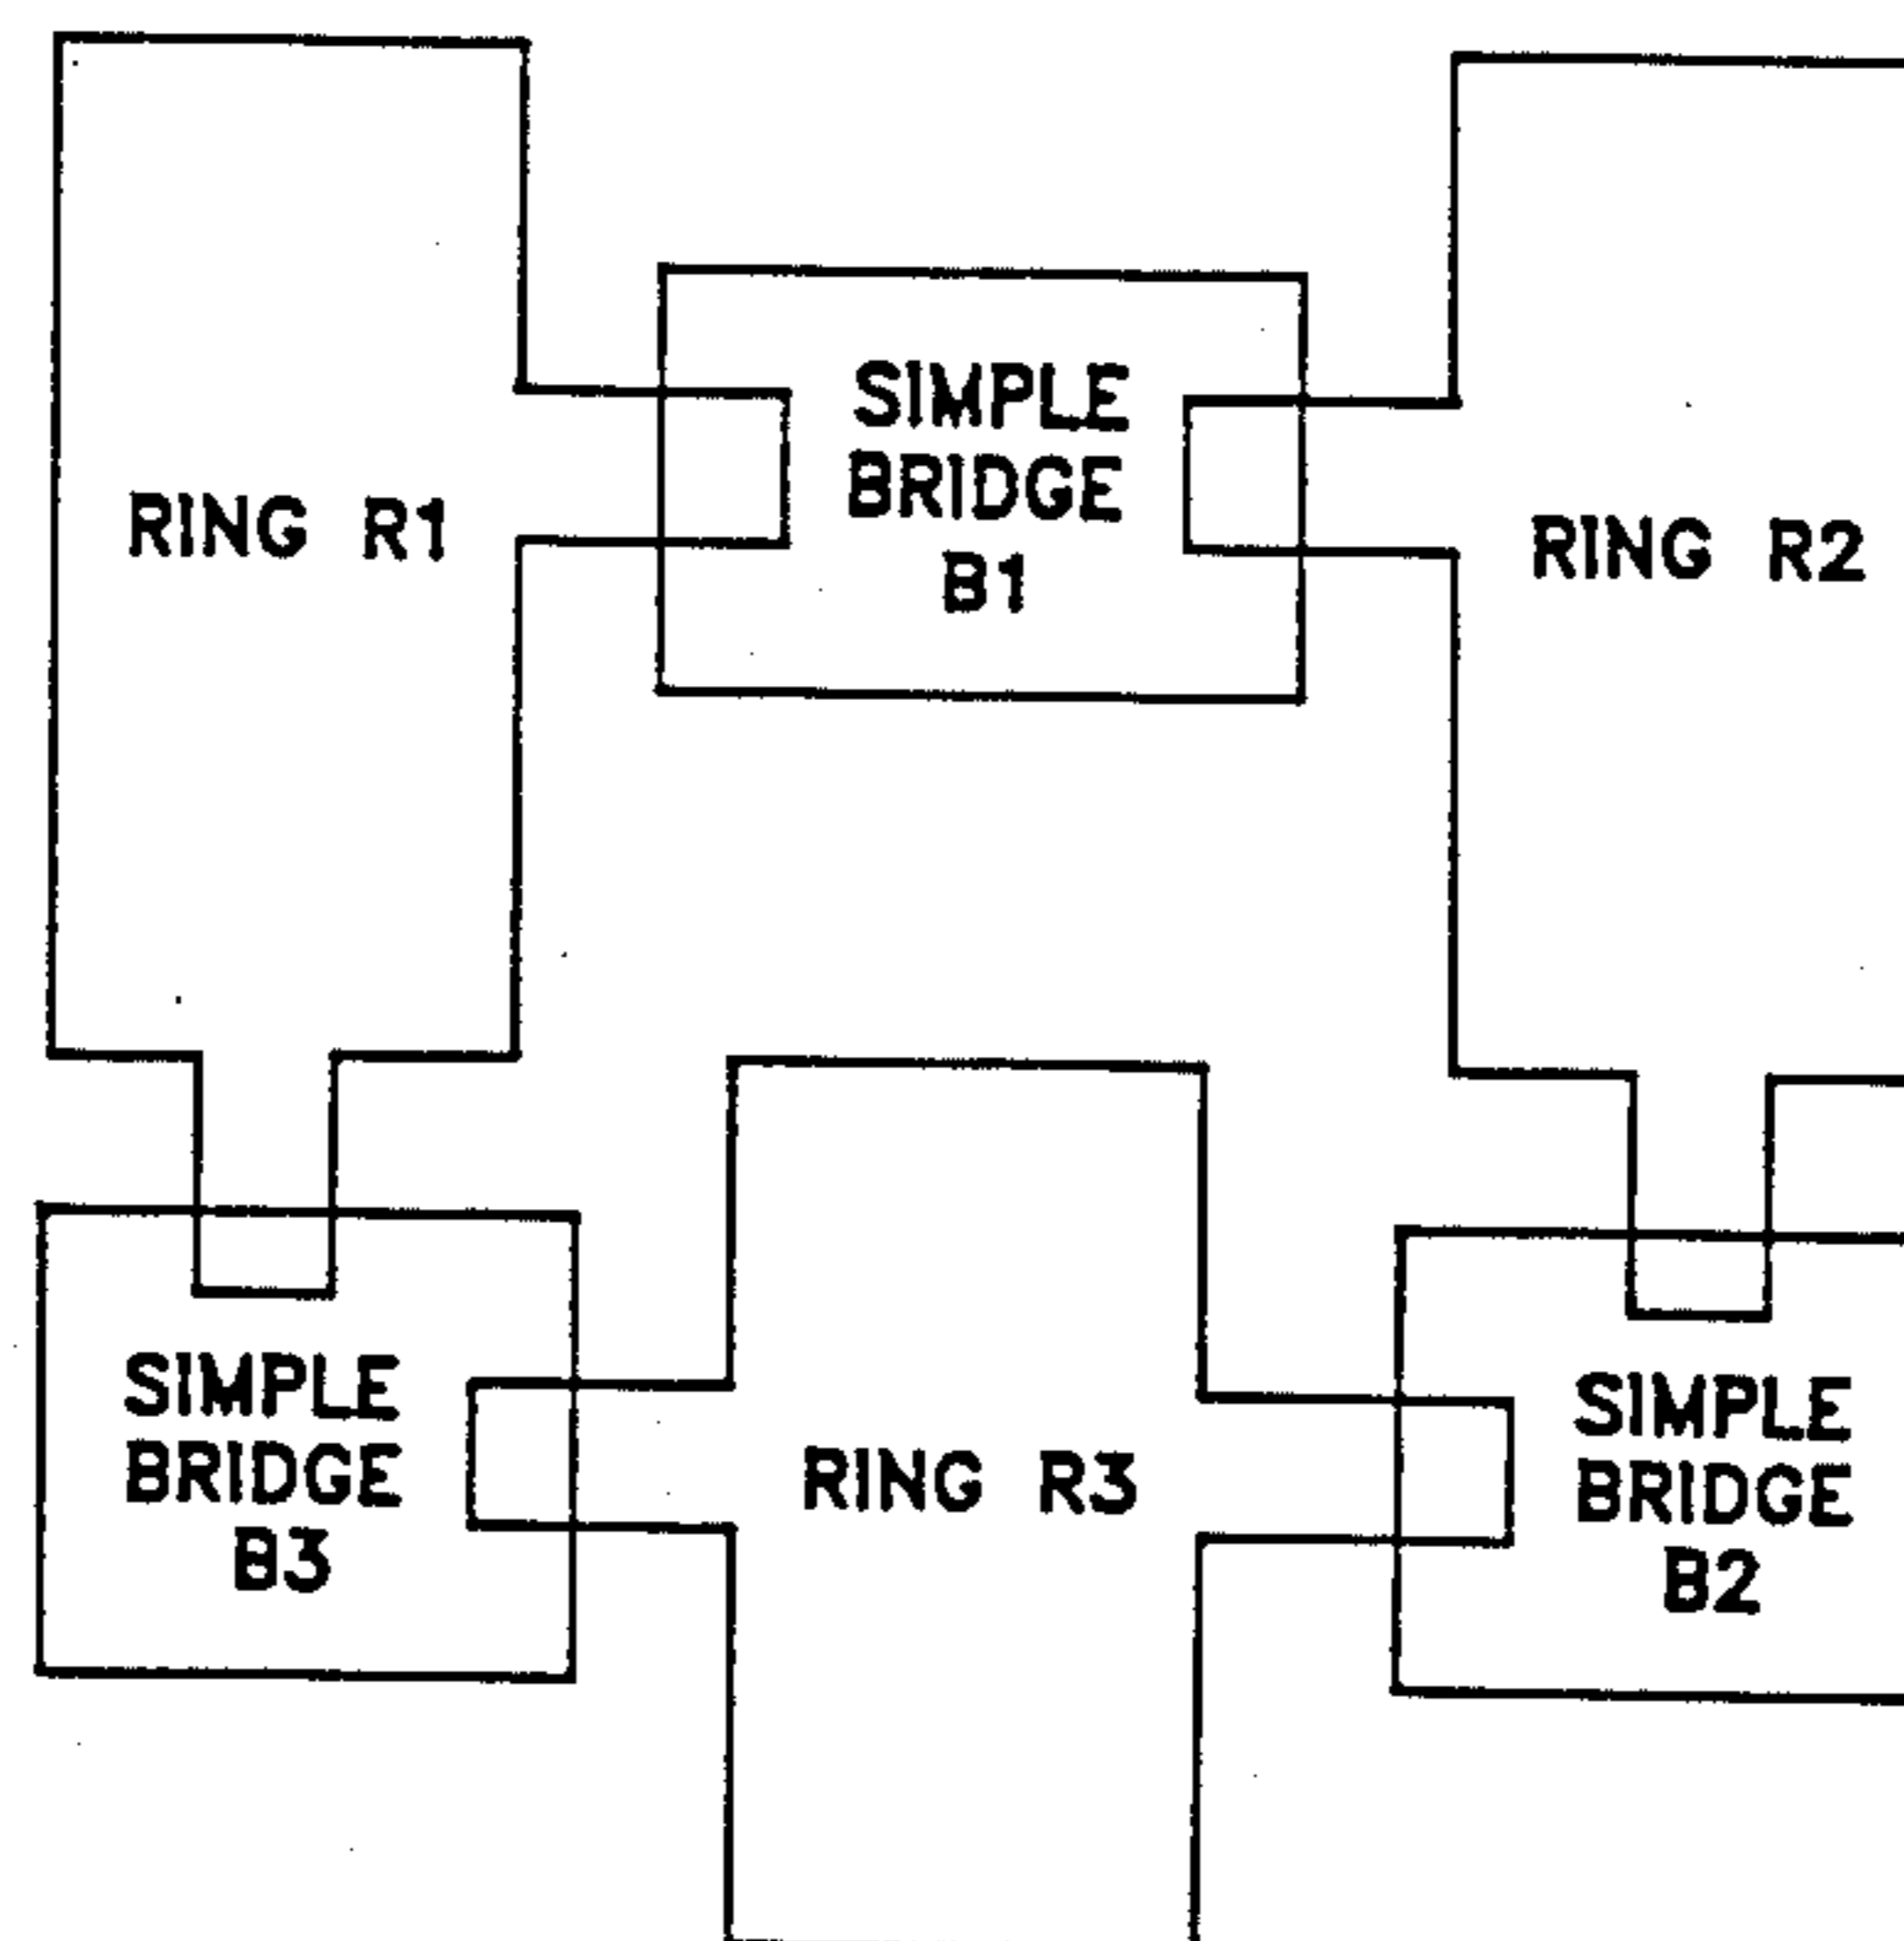 RING R1
SIMPLE
BRIDGE
B1
RING R2
SIMPLE
BRIDGE
B3
RING R3
SIMPLE
BRIDGE
B2